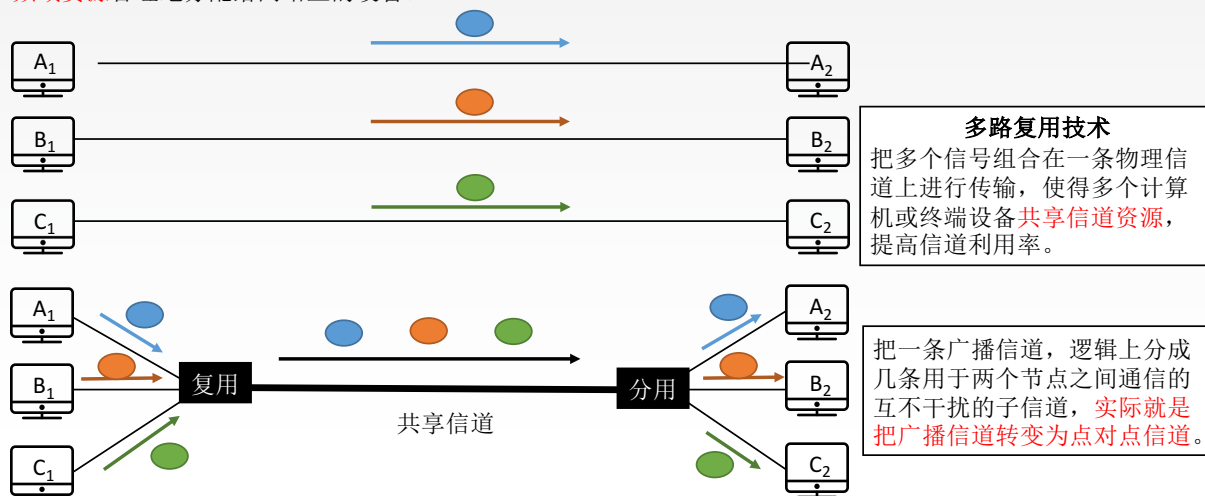 A1
A2
B1
B2
C1
C2
多路复用技术
把多个信号组合在一条物理信
道上进行传输，使得多个计算
机或终端设备共享信道资源，
提高信道利用率。
A1
A2
B1
复用
分用
B2
共享信道
C1
C2
把一条广播信道，逻辑上分成
几条用于两个节点之间通信的
互不干扰的子信道，实际就是
把广播信道转变为点对点信道。